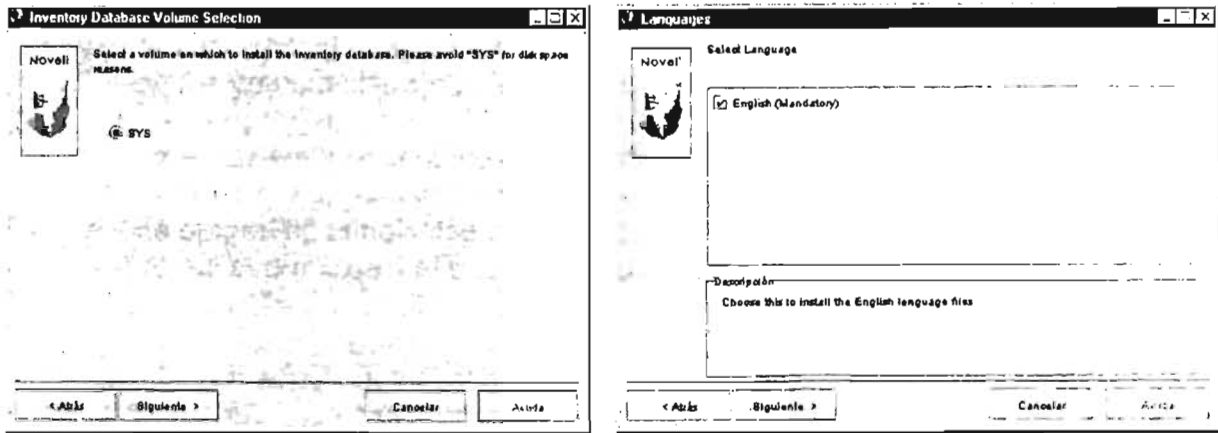 Inventory Database Volume Selection
Novell
Select a volume on which to install the Inventory database. Please avoid "SYS" for disk space
reasons.
SYS
< Atrás
Siguiente >
Cancelar
Ayuda
Languages
Novell
Select Language
English (Mandatory)
Descripción
Choose this to install the English language files
< Atrás
Siguiente >
Cancelar
Ayuda